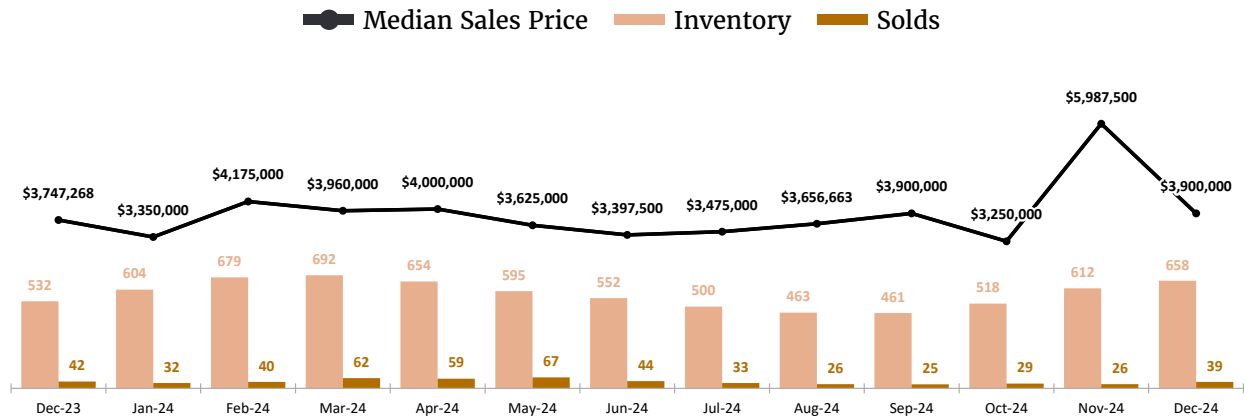 Median Sales Price Inventory Solds
$5,987,500
$4,175,000
$3,747,268 $3,960,000 $4,000,000 $3,900,000 $3,900,000
$3,350,000 $3,625,000 $3,397,500 $3,475,000 $3,656,663 $3,250,000
532 604 679 692 654 595 552 500 463 461 518 612 658
42 32 40 62 59 67 44 33 26 25 29 26 39
Dec-23 Jan-24 Feb-24 Mar-24 Apr-24 May-24 Jun-24 Jul-24 Aug-24 Sep-24 Oct-24 Nov-24 Dec-24